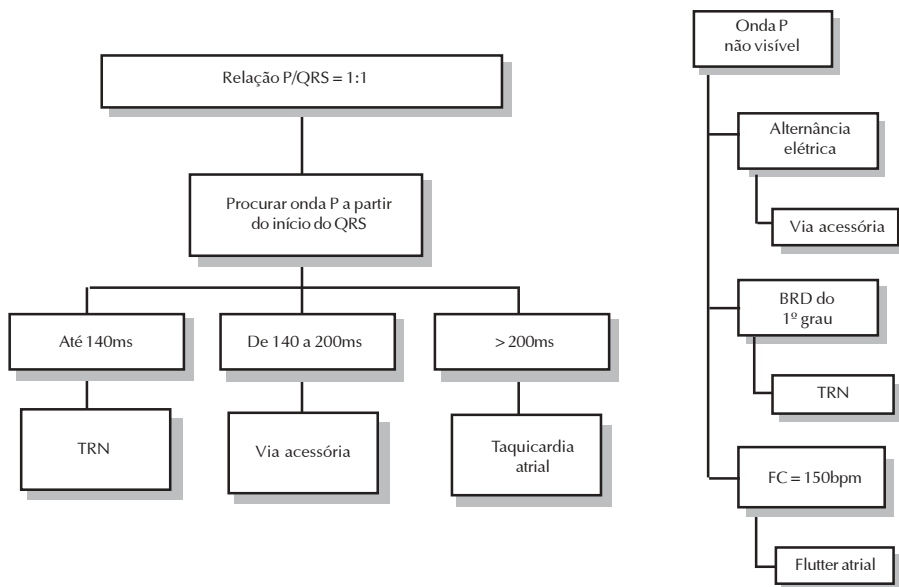 Relação P/QRS = 1:1
Procurar onda P a partir
do início do QRS
Até 140ms
De 140 a 200ms
> 200ms
TRN
Via acessória
Taquicardia
atrial
Onda P
não visível
Alternância
elétrica
Via acessória
BRD do
1º grau
TRN
FC = 150bpm
Flutter atrial